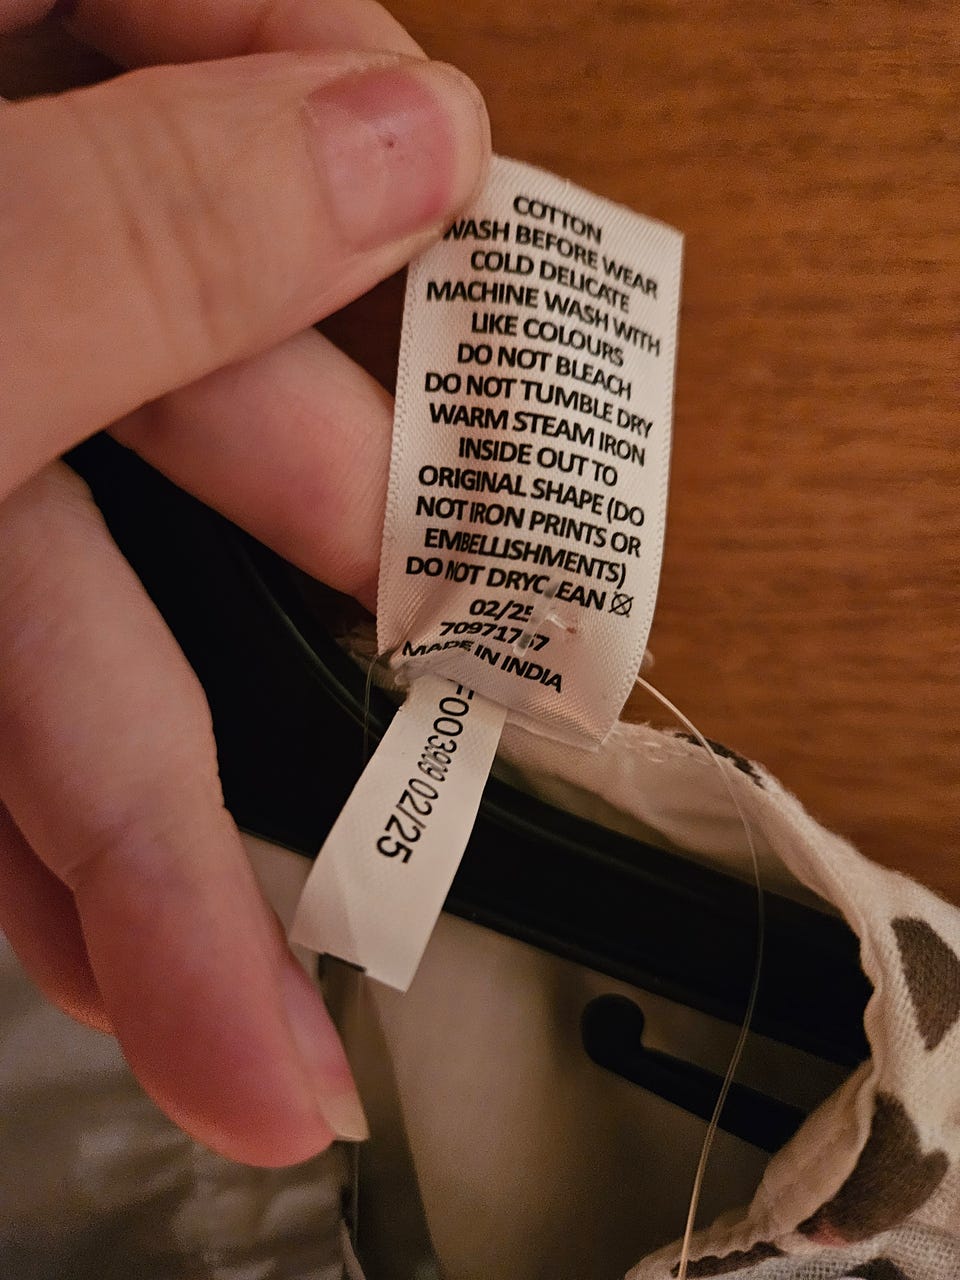 COTTON
WASH BEFORE WEAR
COLD DELICATE
MACHINE WASH WITH
LIKE COLOURS
DO NOT BLEACH
DO NOT TUMBLE DRY
WARM STEAM IRON
INSIDE OUT TO
ORIGINAL SHAPE (DO
NOT IRON PRINTS OR
EMBELLISHMENTS)
DO NOT DRYCLEAN
02/25
MADE IN INDIA
02/25